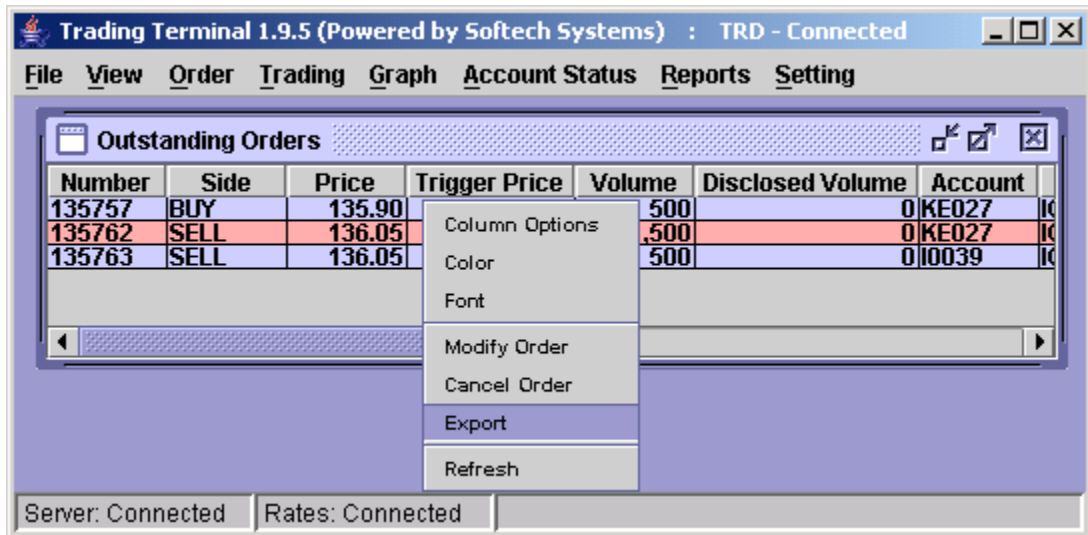 Trading Terminal 1.9.5 (Powered by Softech Systems) : TRD - Connected
File View Order Trading Graph Account Status Reports Setting
Outstanding Orders
Number Side Price Trigger Price Volume Disclosed Volume Account
135757 BUY 135.90 500 0 KE027
135762 SELL 136.05 ,500 0 KE027
135763 SELL 136.05 500 0 I0039
Column Options
Color
Font
Modify Order
Cancel Order
Export
Refresh
Server: Connected Rates: Connected